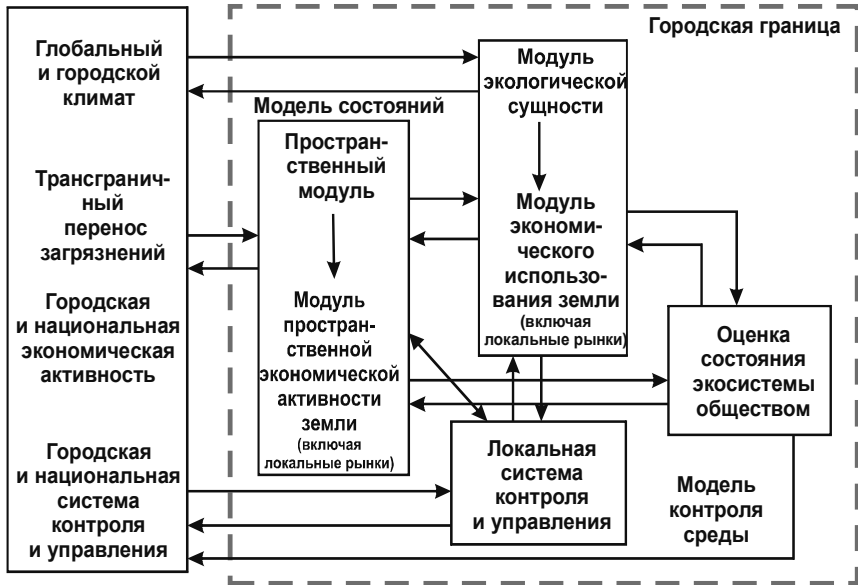 Городская граница
Глобальный
и городской
климат
Трансгранич-
ный
перенос
загрязнений
Городская
и национальная
экономическая
активность
Городская
и национальная
система
контроля
и управления
Модель состояний
Простран-
ственный
модуль
Модуль
простран-
ственной
экономической
активности
земли
(включая
локальные рынки)
Модуль
экологической
сущности
Модуль
экономи-
ческого
использо-
вания земли
(включая
локальные рынки)
Оценка
состояния
экосистемы
обществом
Локальная
система
контроля
и управления
Модель
контроля
среды